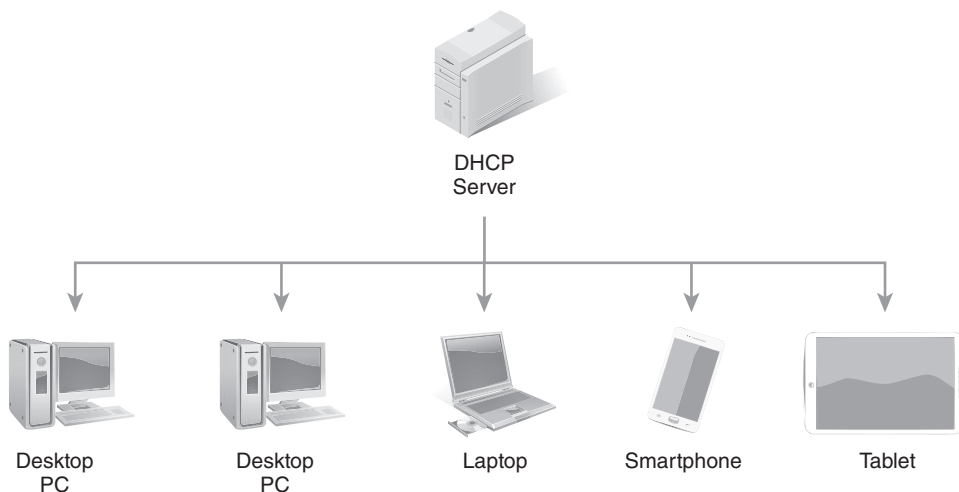 DHCP
Server
Desktop
PC
Desktop
PC
Laptop
Smartphone
Tablet